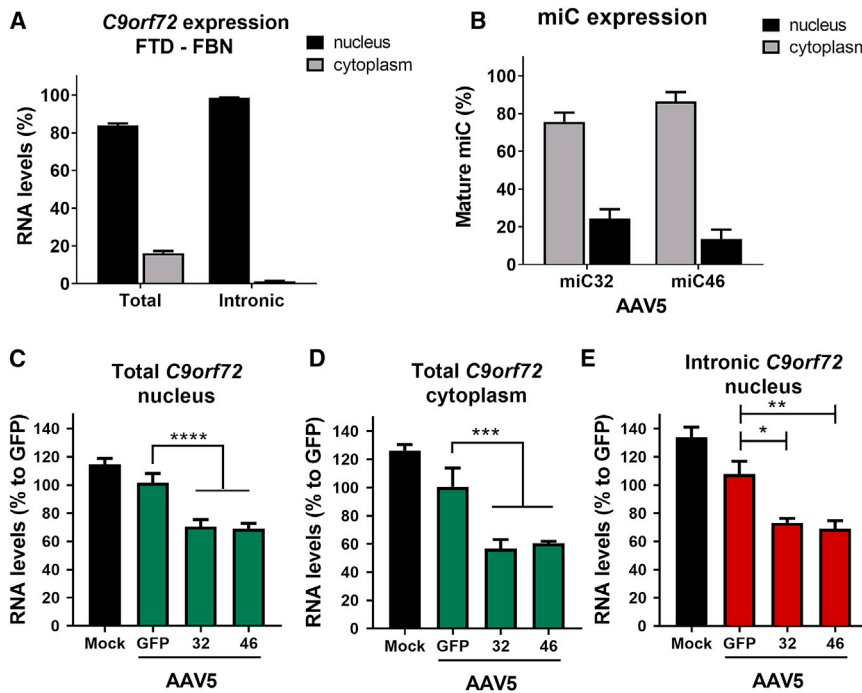 A
C9orf72 expression
FTD - FBN
nucleus
cytoplasm
RNA levels (%)
100
80
60
40
20
0
Total
Intronic
B
miC expression
nucleus
cytoplasm
Mature miC (%)
100
80
60
40
20
0
miC32
miC46
AAV5
C
Total C9orf72
nucleus
RNA levels (% to GFP)
140
120
100
80
60
40
20
0
****
Mock
GFP
32
46
AAV5
D
Total C9orf72
cytoplasm
RNA levels (% to GFP)
140
120
100
80
60
40
20
0
***
Mock
GFP
32
46
AAV5
E
Intronic C9orf72
nucleus
RNA levels (% to GFP)
140
120
100
80
60
40
20
0
**
*
Mock
GFP
32
46
AAV5